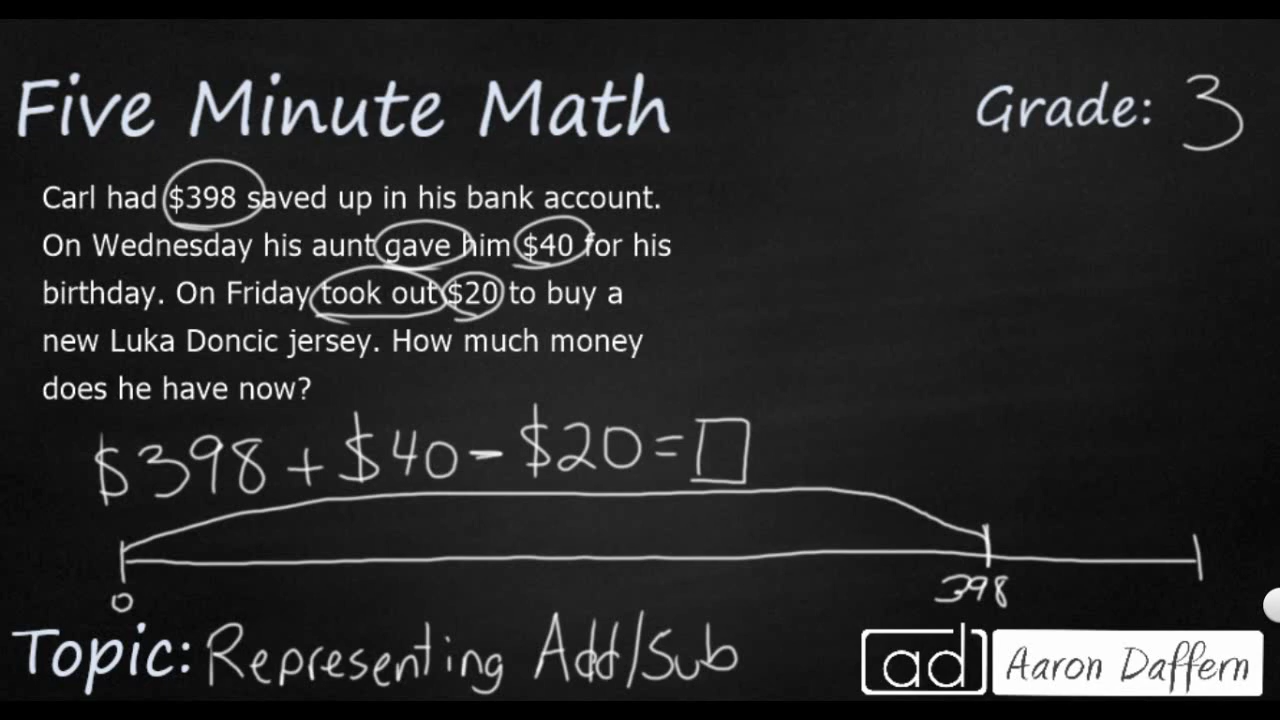 Five Minute Math
Grade: 3
Carl had $398 saved up in his bank account.
On Wednesday his aunt gave him $40 for his
birthday. On Friday took out $20 to buy a
new Luka Doncic jersey. How much money
does he have now?
$398 + $40 - $20 = □
0
398
Topic: Representing Add/Sub
ad Aaron Daffern